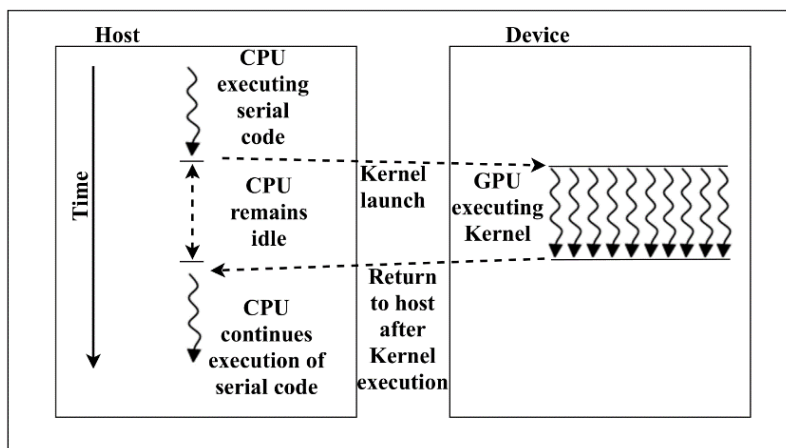 Host
Device
Time
CPU
executing
serial
code
Kernel
launch
CPU
remains
idle
GPU
executing
Kernel
Return
to host
after
Kernel
execution
CPU
continues
execution of
serial code